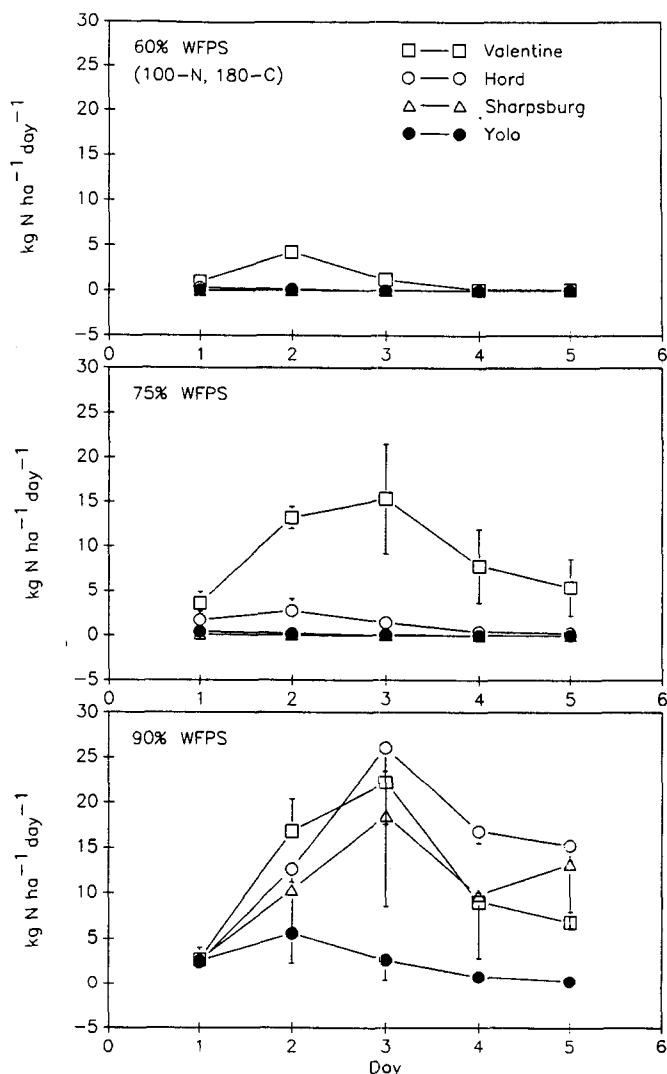 60% WFPS
(100-N, 180-C)
Valentine
Hord
Sharpsburg
Yolo
kg N ha⁻¹ day⁻¹
30
25
20
15
10
5
0
-5
0 1 2 3 4 5 6
75% WFPS
kg N ha⁻¹ day⁻¹
30
25
20
15
10
5
0
-5
0 1 2 3 4 5 6
90% WFPS
kg N ha⁻¹ day⁻¹
30
25
20
15
10
5
0
-5
0 1 2 3 4 5 6
Day